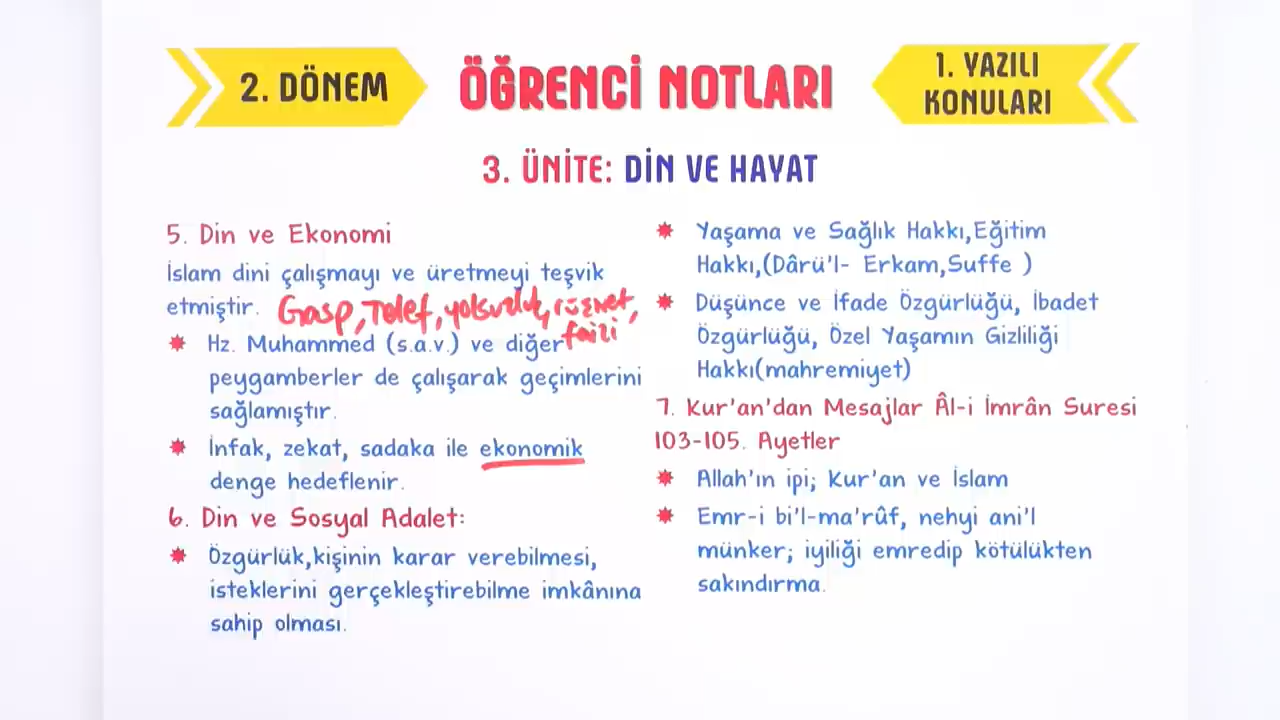 2. DÖNEM
ÖĞRENCİ NOTLARI
1. YAZILI
KONULARI
3. ÜNİTE: DİN VE HAYAT
5. Din ve Ekonomi
İslam dini çalışmayı ve üretmeyi teşvik
etmiştir. Gasp, Telef, yolsuzluk, rüşvet,
faizi
Hz. Muhammed (s.a.v.) ve diğer
peygamberler de çalışarak geçimlerini
sağlamıştır.
İnfak, zekat, sadaka ile ekonomik
denge hedeflenir.
6. Din ve Sosyal Adalet:
Özgürlük,kişinin karar verebilmesi,
isteklerini gerçekleştirebilme imkânına
sahip olması.
Yaşama ve Sağlık Hakkı,Eğitim
Hakkı,(Dârü'l- Erkam,Suffe )
Düşünce ve İfade Özgürlüğü, İbadet
Özgürlüğü, Özel Yaşamın Gizliliği
Hakkı(mahremiyet)
7. Kur'an'dan Mesajlar Âl-i İmrân Suresi
103-105. Ayetler
Allah'ın ipi; Kur'an ve İslam
Emr-i bi'l-ma'rûf, nehyi ani'l
münker; iyiliği emredip kötülükten
sakındırma.